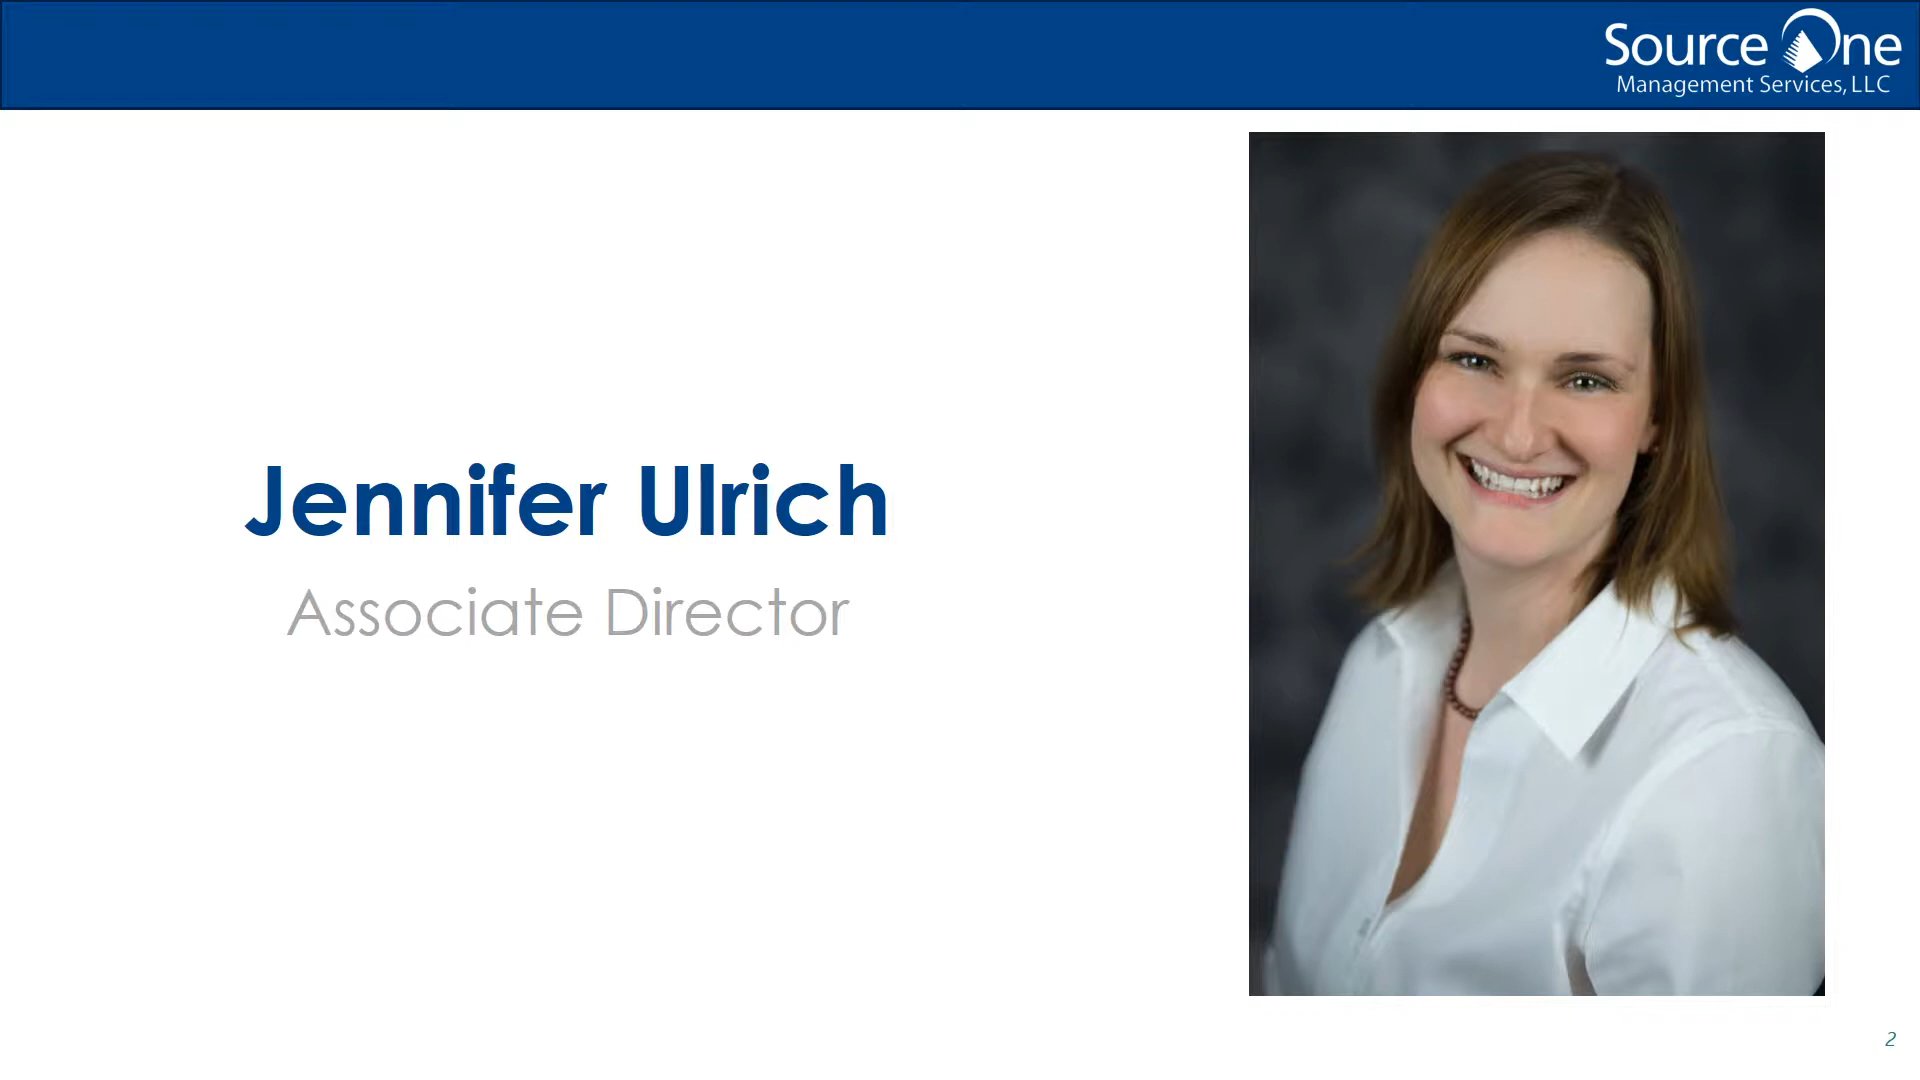 Source One
Management Services, LLC
Jennifer Ulrich
Associate Director
2